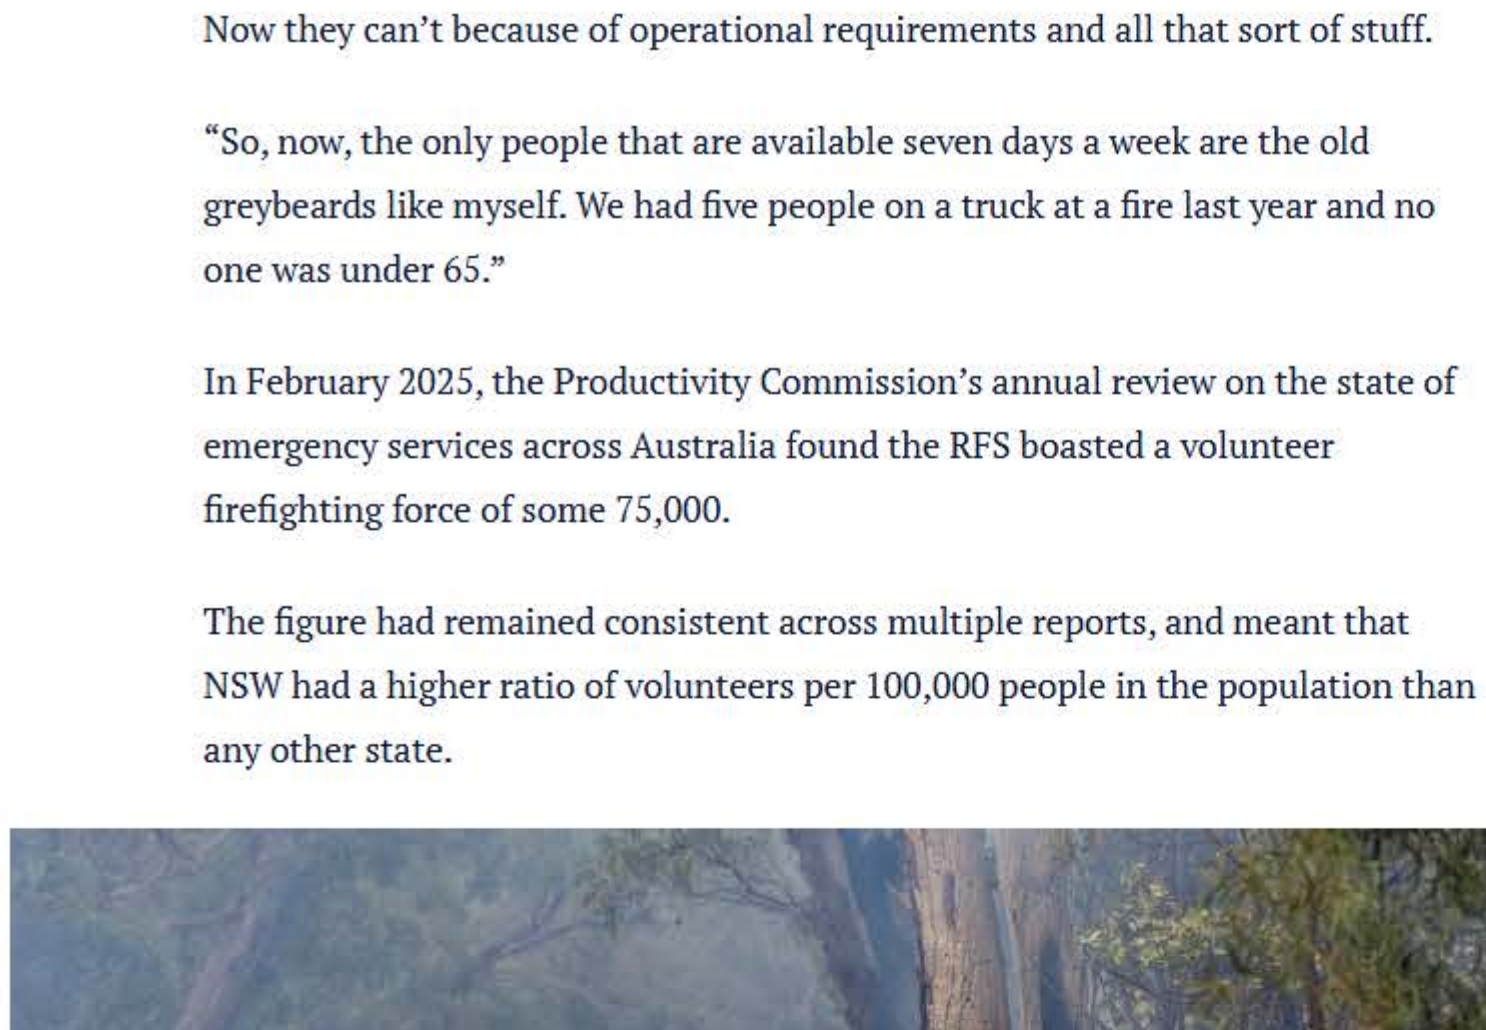 Now they can’t because of operational requirements and all that sort of stuff.
“So, now, the only people that are available seven days a week are the old
greybeards like myself. We had five people on a truck at a fire last year and no
one was under 65.”
In February 2025, the Productivity Commission’s annual review on the state of
emergency services across Australia found the RFS boasted a volunteer
firefighting force of some 75,000.
The figure had remained consistent across multiple reports, and meant that
NSW had a higher ratio of volunteers per 100,000 people in the population than
any other state.